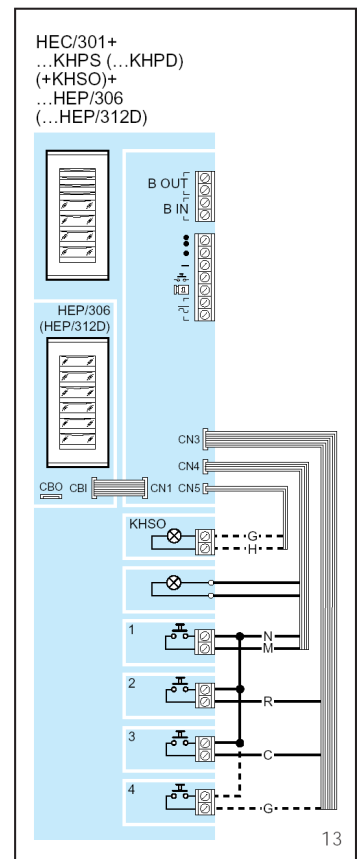 HEC/301+
...KHPS (...KHPD)
(+KHSO)+
...HEP/306
(...HEP/312D)
B OUT
B IN
HEP/306
(HEP/312D)
CN3
CN4
CBO CBI CN1 CN5
KHSO
G
H
1
N
M
2
R
3
C
4
G
13